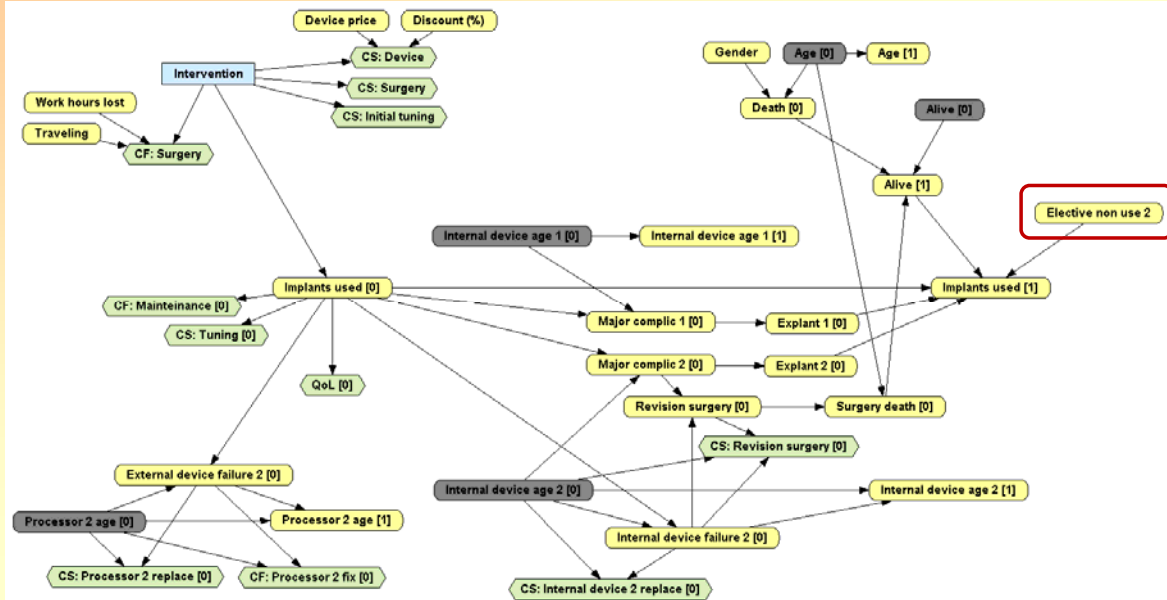 Device price
Discount (%)
CS: Device
Gender
Age [0]
Age [1]
Intervention
CS: Surgery
Work hours lost
Death [0]
Alive [0]
CS: Initial tuning
Traveling
CF: Surgery
Alive [1]
Elective non use 2
Internal device age 1 [0]
Internal device age 1 [1]
Implants used [0]
Implants used [1]
CF: Mainteinance [0]
Major complic 1 [0]
Explant 1 [0]
CS: Tuning [0]
Major complic 2 [0]
Explant 2 [0]
QoL [0]
Revision surgery [0]
Surgery death [0]
CS: Revision surgery [0]
External device failure 2 [0]
Internal device age 2 [0]
Internal device age 2 [1]
Processor 2 age [0]
Processor 2 age [1]
Internal device failure 2 [0]
CS: Processor 2 replace [0]
CF: Processor 2 fix [0]
CS: Internal device 2 replace [0]